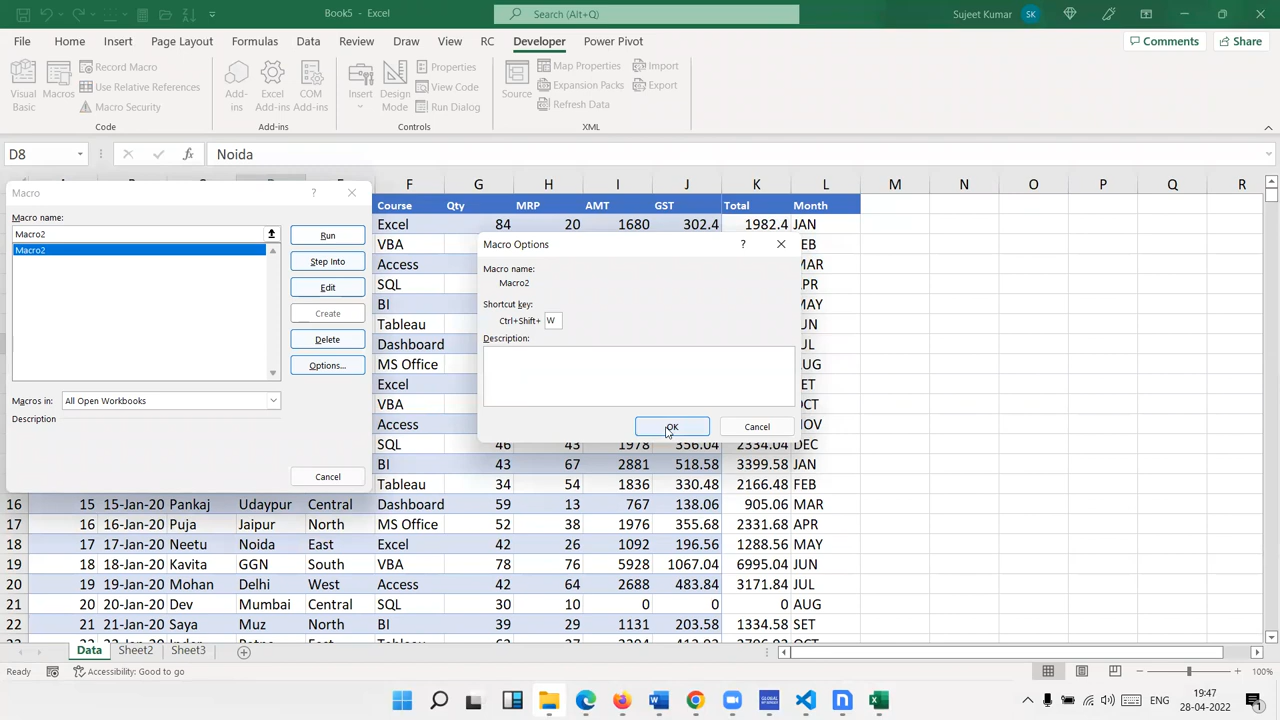 Book5 - Excel
Search (Alt+Q)
Sujeet Kumar SK
File Home Insert Page Layout Formulas Data Review View RC Developer Power Pivot Comments Share
Visual Basic
Macros
Record Macro
Use Relative References
Macro Security
Add-ins
Excel Add-ins
COM Add-ins
Insert
Design Mode
Properties
View Code
Run Dialog
Source
Map Properties
Expansion Packs
Refresh Data
Import
Export
Code Add-ins Controls XML
D8 fx Noida
F G H I J K L M N O P Q R
Macro ?
Macro name:
Macro2
Macro2
Run
Step Into
Edit
Create
Delete
Options...
Macros in: All Open Workbooks
Description
Cancel
Macro Options ?
Macro name:
Macro2
Shortcut key:
Ctrl+Shift+ W
Description:
OK Cancel
Course Qty MRP AMT GST Total Month
Excel 84 20 1680 302.4 1982.4 JAN
VBA
Access MAR
SQL
BI MAY
Tableau
Dashboard
MS Office
Excel
VBA
Access
SQL 46 43 1978 356.04 2334.04 DEC
BI 43 67 2881 518.58 3399.58 JAN
Tableau 34 54 1836 330.48 2166.48 FEB
16 15 15-Jan-20 Pankaj Udaypur Central Dashboard 59 13 767 138.06 905.06 MAR
17 16 16-Jan-20 Puja Jaipur North MS Office 52 38 1976 355.68 2331.68 APR
18 17 17-Jan-20 Neetu Noida East Excel 42 26 1092 196.56 1288.56 MAY
19 18 18-Jan-20 Kavita GGN South VBA 78 76 5928 1067.04 6995.04 JUN
20 19 19-Jan-20 Mohan Delhi West Access 42 64 2688 483.84 3171.84 JUL
21 20 20-Jan-20 Dev Mumbai Central SQL 30 10 0 0 0 AUG
22 21 21-Jan-20 Saya Muz North BI 39 29 1131 203.58 1334.58 SET
Data Sheet2 Sheet3
Ready Accessibility: Good to go 100%
ENG
19:47
28-04-2022